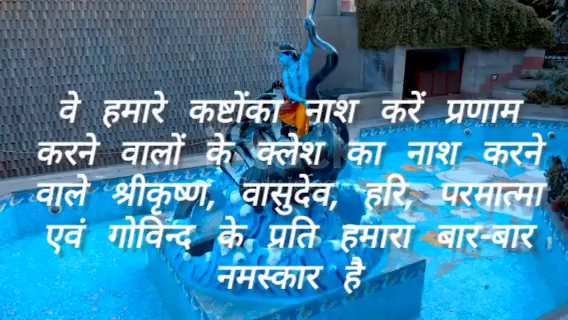 वे हमारे कष्टोंका नाश करें प्रणाम
करने वालों के क्लेश का नाश करने
वाले श्रीकृष्ण, वासुदेव, हरि, परमात्मा
एवं गोविन्द के प्रति हमारा बार-बार
नमस्कार है